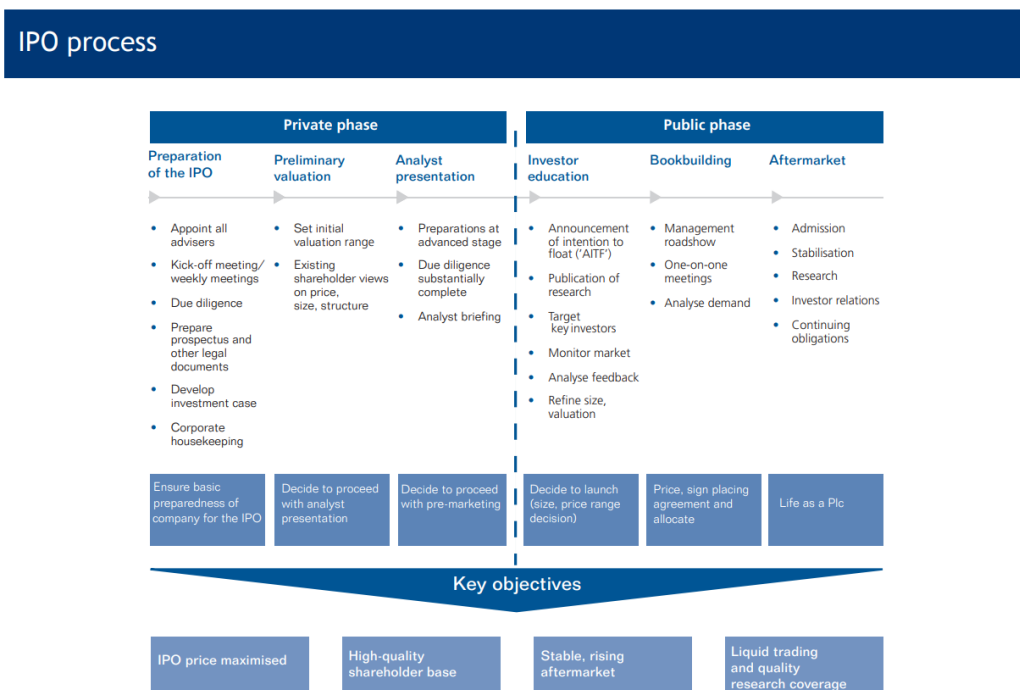 IPO process
Private phase
Public phase
Preparation
of the IPO
Preliminary
valuation
Analyst
presentation
Investor
education
Bookbuilding
Aftermarket
• Appoint all
advisers
• Kick-off meeting/
weekly meetings
• Due diligence
• Prepare
prospectus and
other legal
documents
• Develop
investment case
• Corporate
housekeeping
• Set initial
valuation range
• Existing
shareholder views
on price,
size, structure
• Preparations at
advanced stage
• Due diligence
substantially
complete
• Analyst briefing
• Announcement
of intention to
float (‘AITF’)
• Publication of
research
• Target
key investors
• Monitor market
• Analyse feedback
• Refine size,
valuation
• Management
roadshow
• One-on-one
meetings
• Analyse demand
• Admission
• Stabilisation
• Research
• Investor relations
• Continuing
obligations
Ensure basic
preparedness of
company for the IPO
Decide to proceed
with analyst
presentation
Decide to proceed
with pre-marketing
Decide to launch
(size, price range
decision)
Price, sign placing
agreement and
allocate
Life as a Plc
Key objectives
IPO price maximised
High-quality
shareholder base
Stable, rising
aftermarket
Liquid trading
and quality
research coverage